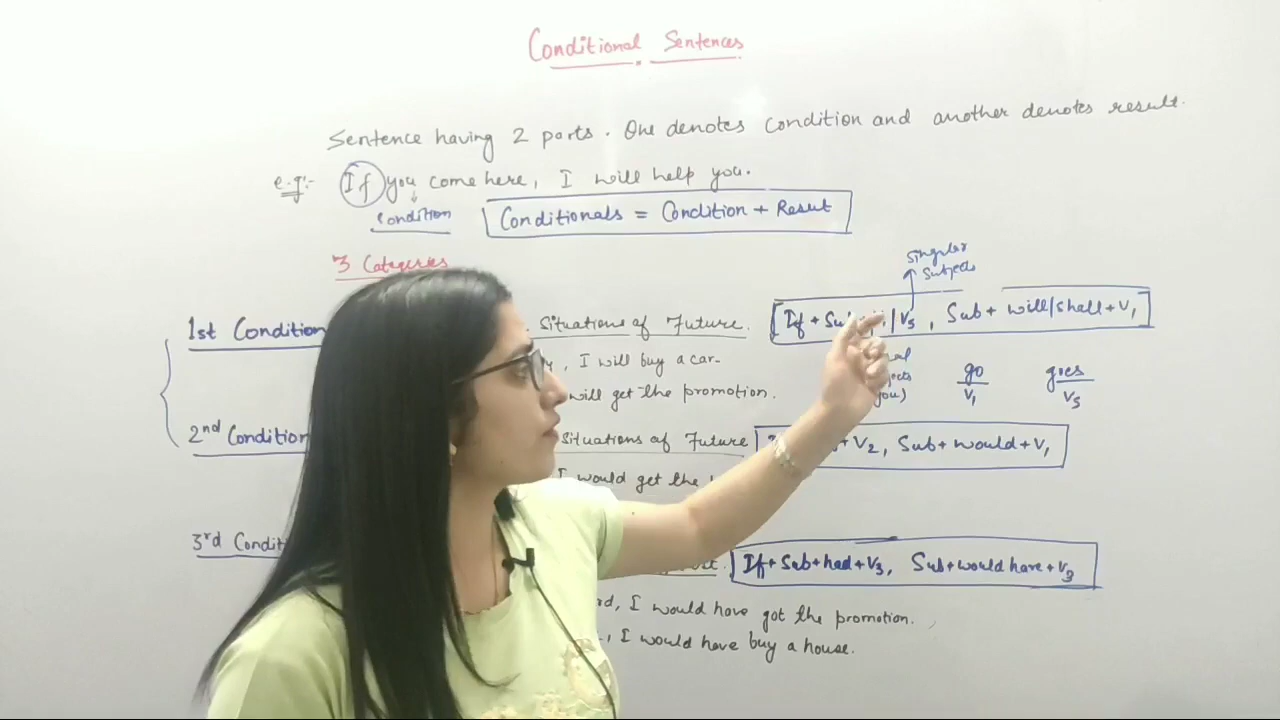 Conditional Sentences
Sentence having 2 parts. One denotes condition and another denotes result.
e.g:- If you come here, I will help you.
condition
Conditionals = Condition + Result
3 Categories
singular
subjects
1st Condition Situations of Future. If + Sub | V5 , Sub + will/shall + V1
, I will buy a car.
will get the promotion.
go
V1
goes
V5
2nd Condition Situations of Future + V2, Sub + would + V1
I would get the
3rd Condit If + Sub + had + V3, Sub + would have + V3
I would have got the promotion.
, I would have buy a house.